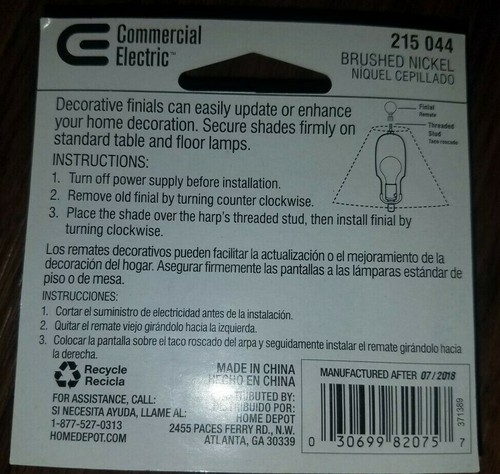 Commercial
Electric™
215 044
BRUSHED NICKEL
NÍQUEL CEPILLADO
Decorative finials can easily update or enhance
your home decoration. Secure shades firmly on
standard table and floor lamps.
Finial
Remate
Threaded
Stud
Taco roscado
INSTRUCTIONS:
1. Turn off power supply before installation.
2. Remove old finial by turning counter clockwise.
3. Place the shade over the harp's threaded stud, then install finial by
turning clockwise.
Los remates decorativos pueden facilitar la actualización o el mejoramiento de la
decoración del hogar. Asegurar firmemente las pantallas a las lámparas estándar de
piso o de mesa.
INSTRUCCIONES:
1. Cortar el suministro de electricidad antes de la instalación.
2. Quitar el remate viejo girándolo hacia la izquierda.
3. Colocar la pantalla sobre el taco roscado del arpa y seguidamente instalar el remate girándolo hacia
la derecha.
Recycle
Recicla
MADE IN CHINA
HECHO EN CHINA
FOR ASSISTANCE, CALL:
SI NECESITA AYUDA, LLAME AL:
1-877-527-0313
HOMEDEPOT.COM
TRIBUTED BY:
TRIBUIDO POR:
HOME DEPOT
2455 PACES FERRY RD., N.W.
ATLANTA, GA 30339
MANUFACTURED AFTER 07/2018
0 30699 82075 7
371389